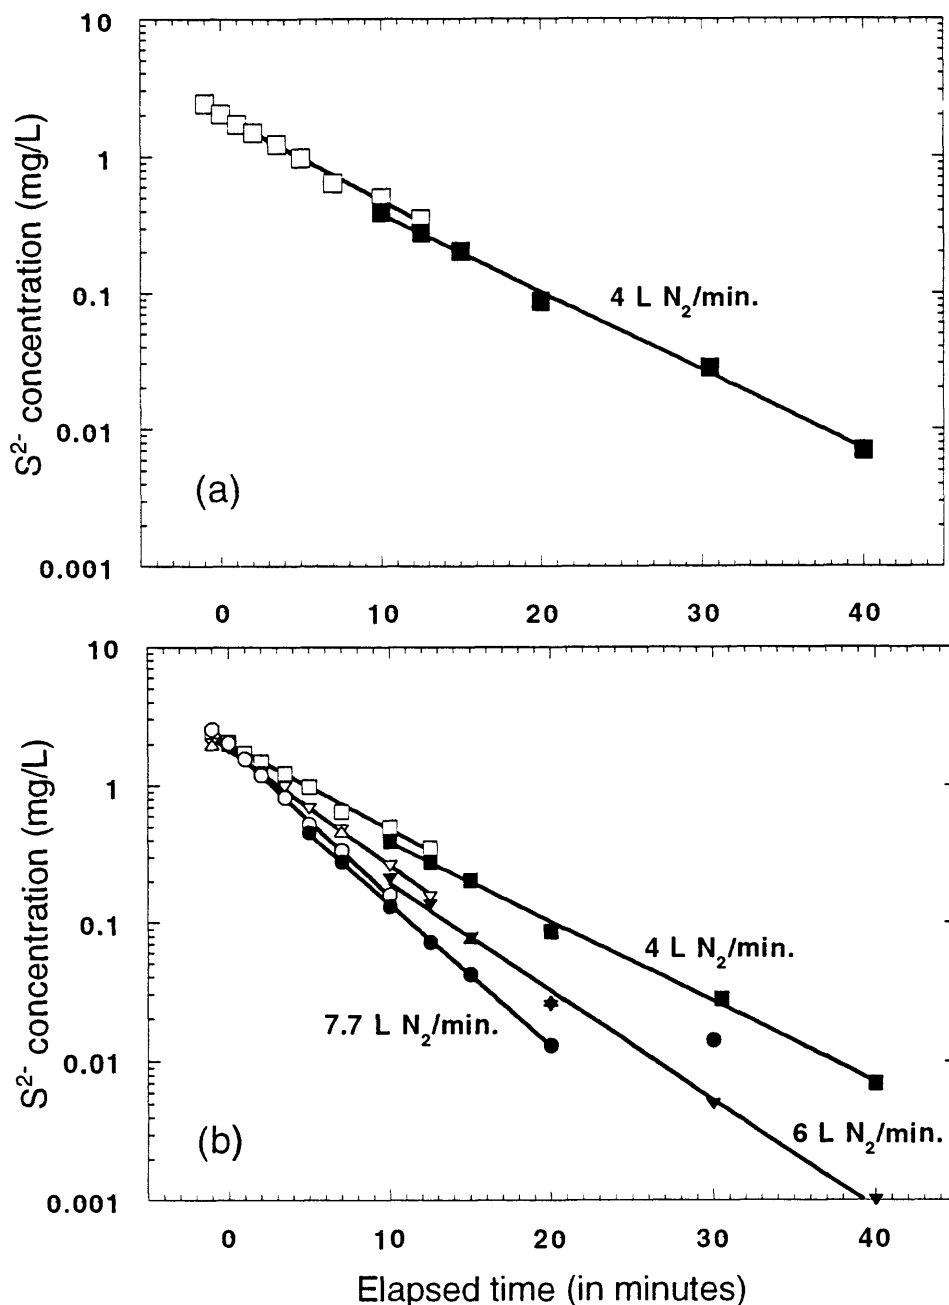 10
1
0.1
0.01
0.001
S²⁻ concentration (mg/L)
4 L N₂/min.
(a)
0 10 20 30 40
10
1
0.1
0.01
0.001
S²⁻ concentration (mg/L)
4 L N₂/min.
7.7 L N₂/min.
6 L N₂/min.
(b)
0 10 20 30 40
Elapsed time (in minutes)